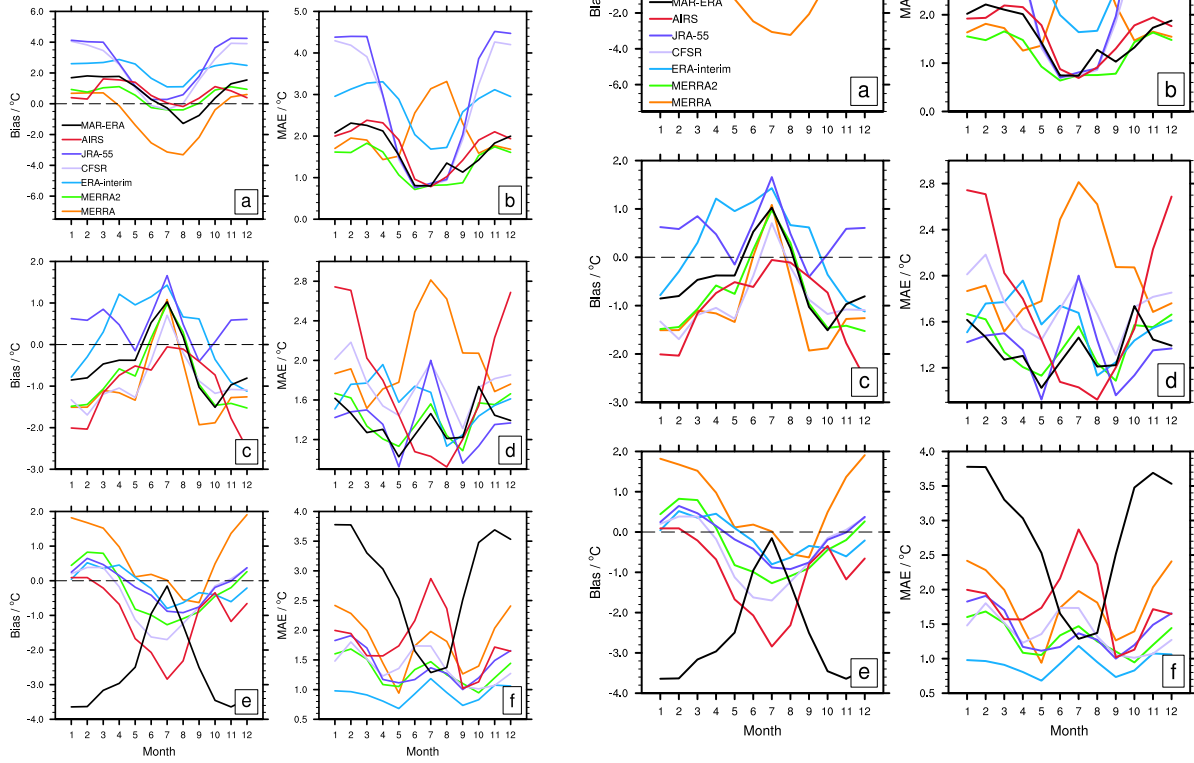 6.0
4.0
2.0
0.0
-2.0
-4.0
-6.0
Bias / °C
MAR-ERA
AIRS
JRA-55
CFSR
ERA-interim
MERRA2
MERRA
a
1 2 3 4 5 6 7 8 9 10 11 12
5.0
4.0
3.0
2.0
1.0
0.0
MAE / °C
b
1 2 3 4 5 6 7 8 9 10 11 12
2.0
1.0
0.0
-1.0
-2.0
-3.0
Bias / °C
c
1 2 3 4 5 6 7 8 9 10 11 12
2.8
2.4
2.0
1.6
1.2
MAE / °C
d
1 2 3 4 5 6 7 8 9 10 11 12
2.0
1.0
0.0
-1.0
-2.0
-3.0
-4.0
Bias / °C
e
1 2 3 4 5 6 7 8 9 10 11 12
Month
4.0
3.5
3.0
2.5
2.0
1.5
1.0
0.5
MAE / °C
f
1 2 3 4 5 6 7 8 9 10 11 12
Month
-2.0
-4.0
-6.0
MAR-ERA
AIRS
JRA-55
CFSR
ERA-interim
MERRA2
MERRA
a
1 2 3 4 5 6 7 8 9 10 11 12
2.0
1.0
0.0
b
1 2 3 4 5 6 7 8 9 10 11 12
2.0
1.0
0.0
-1.0
-2.0
-3.0
Bias / °C
c
1 2 3 4 5 6 7 8 9 10 11 12
2.8
2.4
2.0
1.6
1.2
MAE / °C
d
1 2 3 4 5 6 7 8 9 10 11 12
2.0
1.0
0.0
-1.0
-2.0
-3.0
-4.0
Bias / °C
e
1 2 3 4 5 6 7 8 9 10 11 12
Month
4.0
3.5
3.0
2.5
2.0
1.5
1.0
0.5
MAE / °C
f
1 2 3 4 5 6 7 8 9 10 11 12
Month